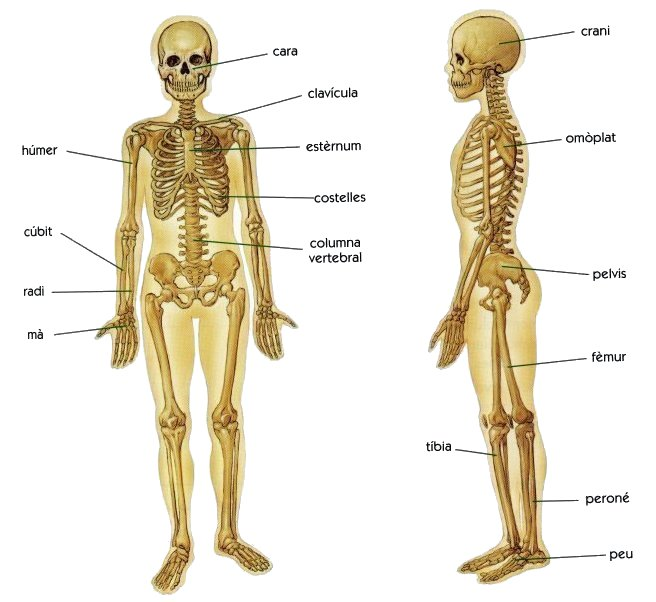 cara
clavícula
húmer
estèrnum
costelles
cúbit
columna
vertebral
radi
mà
crani
omòplat
pelvis
fèmur
tíbia
peroné
peu